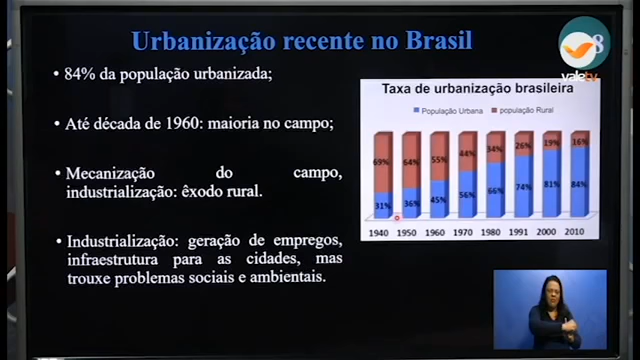 Urbanização recente no Brasil
8
valetv
• 84% da população urbanizada;
• Até década de 1960: maioria no campo;
• Mecanização do campo,
industrialização: êxodo rural.
• Industrialização: geração de empregos,
infraestrutura para as cidades, mas
trouxe problemas sociais e ambientais.
Taxa de urbanização brasileira
População Urbana população Rural
69% 64% 55% 44% 34% 26% 19% 16%
31% 36% 45% 56% 66% 74% 81% 84%
1940 1950 1960 1970 1980 1991 2000 2010